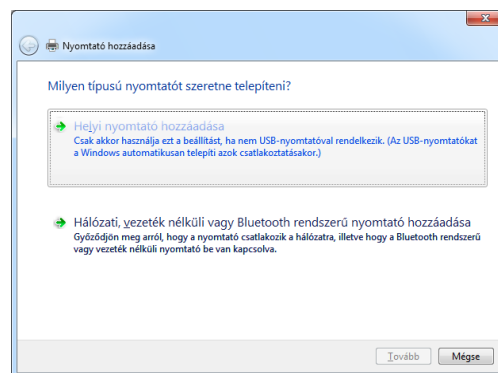 Nyomtató hozzáadása
Milyen típusú nyomtatót szeretne telepíteni?
Helyi nyomtató hozzáadása
Csak akkor használja ezt a beállítást, ha nem USB-nyomtatóval rendelkezik. (Az USB-nyomtatókat
a Windows automatikusan telepíti azok csatlakoztatásakor.)
Hálózati, vezeték nélküli vagy Bluetooth rendszerű nyomtató hozzáadása
Győződjön meg arról, hogy a nyomtató csatlakozik a hálózatra, illetve hogy a Bluetooth rendszerű
vagy vezeték nélküli nyomtató be van kapcsolva.
Tovább Mégse